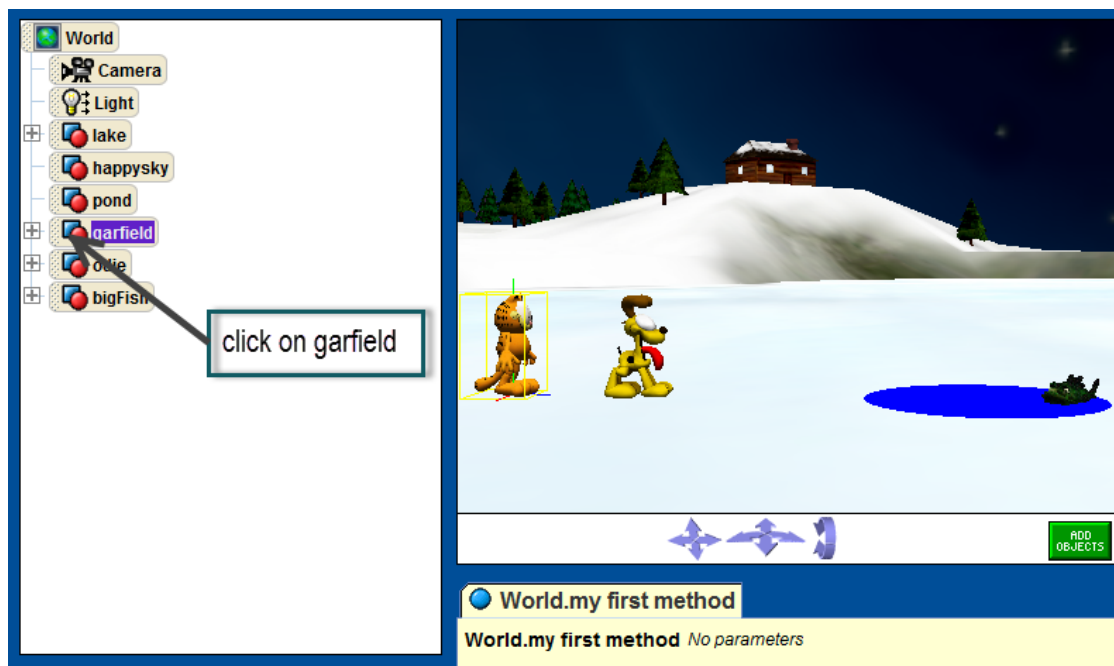 World
Camera
Light
lake
happysky
pond
garfield
odie
bigFish
click on garfield
ADD
OBJECTS
World.my first method
World.my first method No parameters